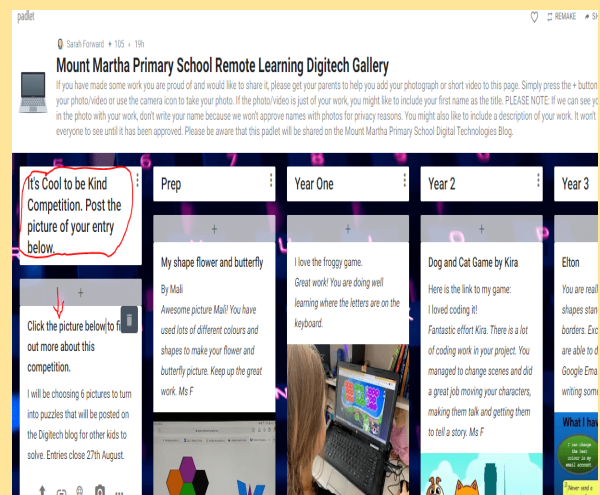 padlet
REMAKE
Sarah Forward + 105 • 19h
Mount Martha Primary School Remote Learning Digitech Gallery
If you have made some work you are proud of and would like to share it, please get your parents to help you add your photograph or short video to this page. Simply press the + button
your photo/video or use the camera icon to take your photo. If the photo/video is just of your work, you might like to include your first name as the title. PLEASE NOTE: If we can see yo
in the photo with your work, don't write your name because we won't approve names with photos for privacy reasons. You might also like to include a description of your work. It won't
everyone to see until it has been approved. Please be aware that this padlet will be shared on the Mount Martha Primary School Digital Technologies Blog.
It's Cool to be Kind
Competition. Post the
picture of your entry
below.
+
Click the picture below to fi
out more about this
competition.
I will be choosing 6 pictures to turn
into puzzles that will be posted on
the Digitech blog for other kids to
solve. Entries close 27th August.
Prep
+
My shape flower and butterfly
By Mali
Awesome picture Mali! You have
used lots of different colours and
shapes to make your flower and
butterfly picture. Keep up the great
work. Ms F
Year One
+
I love the froggy game.
Great work! You are doing well
learning where the letters are on the
keyboard.
Year 2
+
Dog and Cat Game by Kira
Here is the link to my game:
I loved coding it!
Fantastic effort Kira. There is a lot
of coding work in your project. You
managed to change scenes and did
a great job moving your characters,
making them talk and getting them
to tell a story. Ms F
Year 3
Elton
You are reall
shapes stan
borders. Exc
are able to d
Google Ema
writing some
What I hav
I can change
the text
colour in my
email account.
Never send a